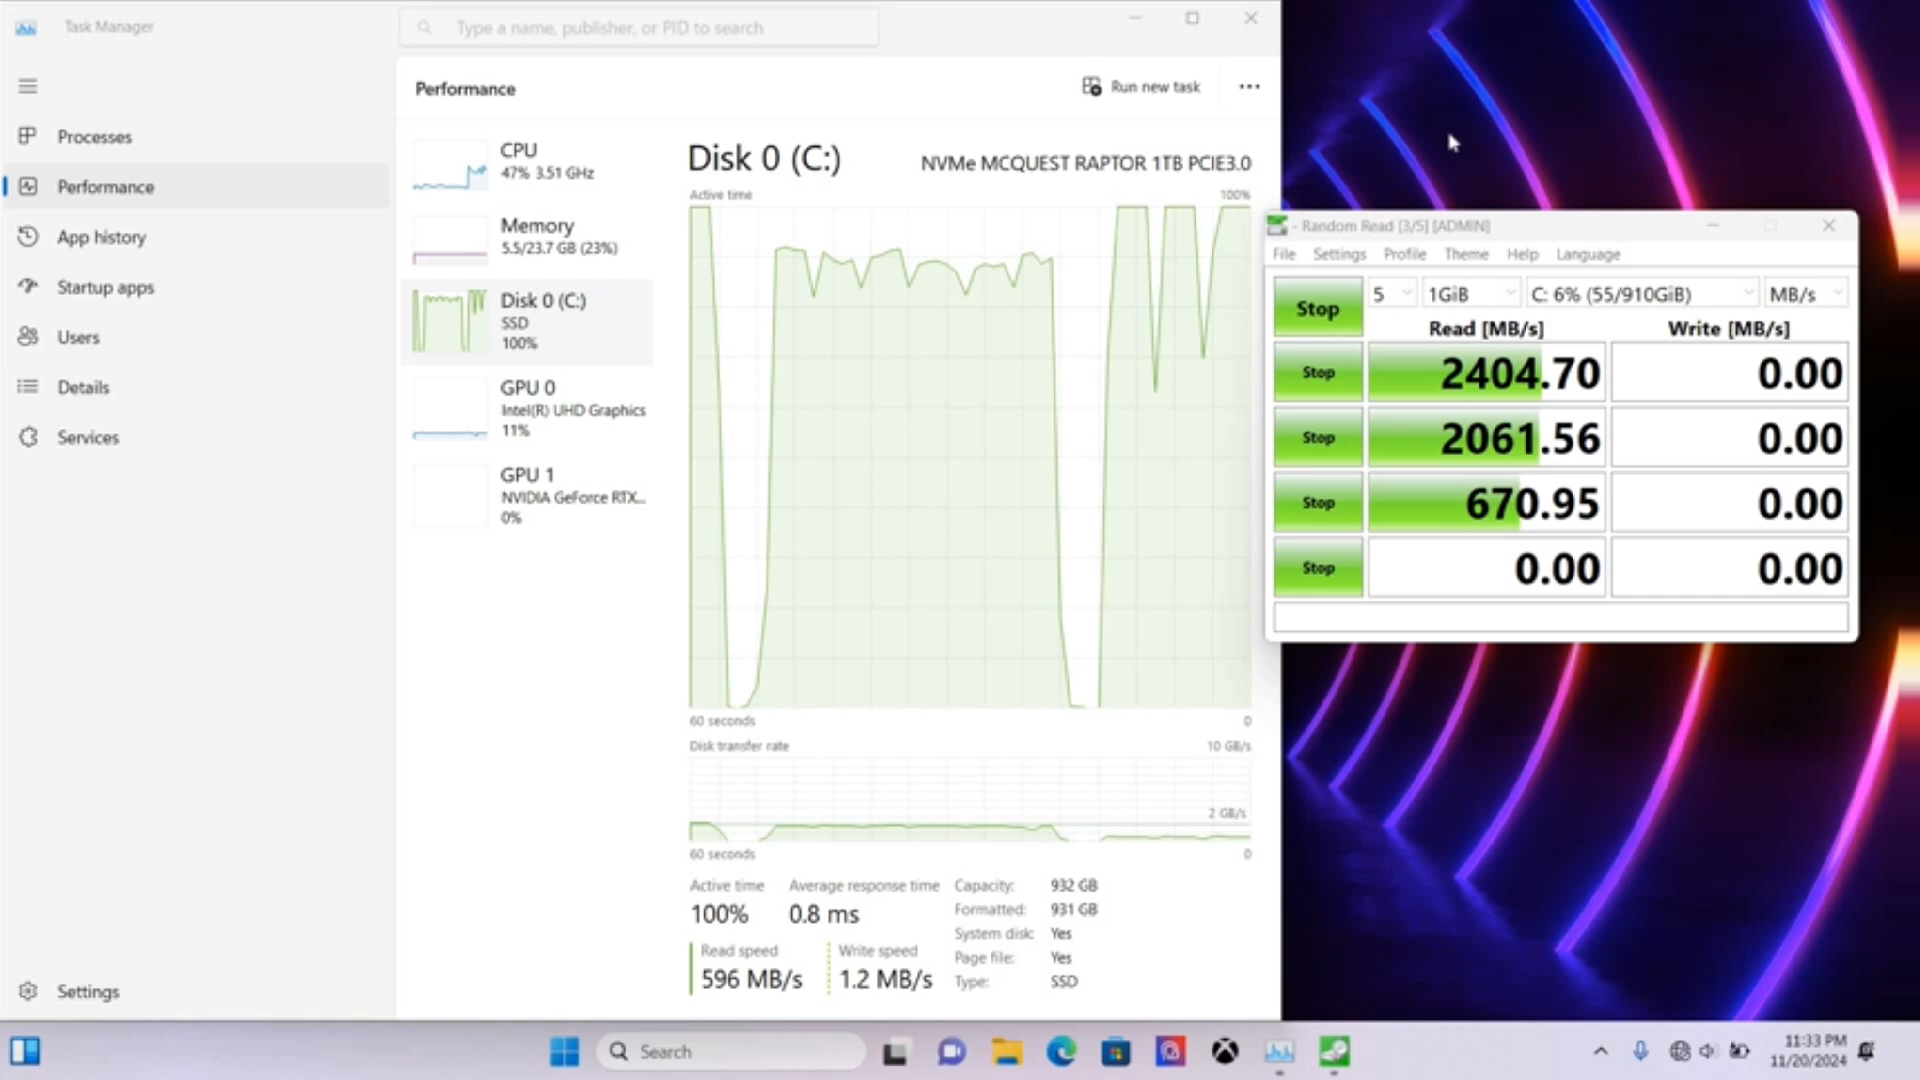 Task Manager
Type a name, publisher, or PID to search
Performance
Run new task
Processes
Performance
App history
Startup apps
Users
Details
Services
Settings
CPU
47% 3.51 GHz
Memory
5.5/23.7 GB (23%)
Disk 0 (C:)
SSD
100%
GPU 0
Intel(R) UHD Graphics
11%
GPU 1
NVIDIA GeForce RTX...
0%
Disk 0 (C:) NVMe MCQUEST RAPTOR 1TB PCIE3.0
Active time 100%
60 seconds 0
Disk transfer rate 10 GB/s
2 GB/s
60 seconds 0
Active time Average response time
100% 0.8 ms
Read speed Write speed
596 MB/s 1.2 MB/s
Capacity: 932 GB
Formatted: 931 GB
System disk: Yes
Page file: Yes
Type: SSD
- Random Read [3/5] [ADMIN]
File Settings Profile Theme Help Language
Stop 5 1GiB C: 6% (55/910GiB) MB/s
Read [MB/s] Write [MB/s]
Stop 2404.70 0.00
Stop 2061.56 0.00
Stop 670.95 0.00
Stop 0.00 0.00
Search
11:33 PM
11/20/2024